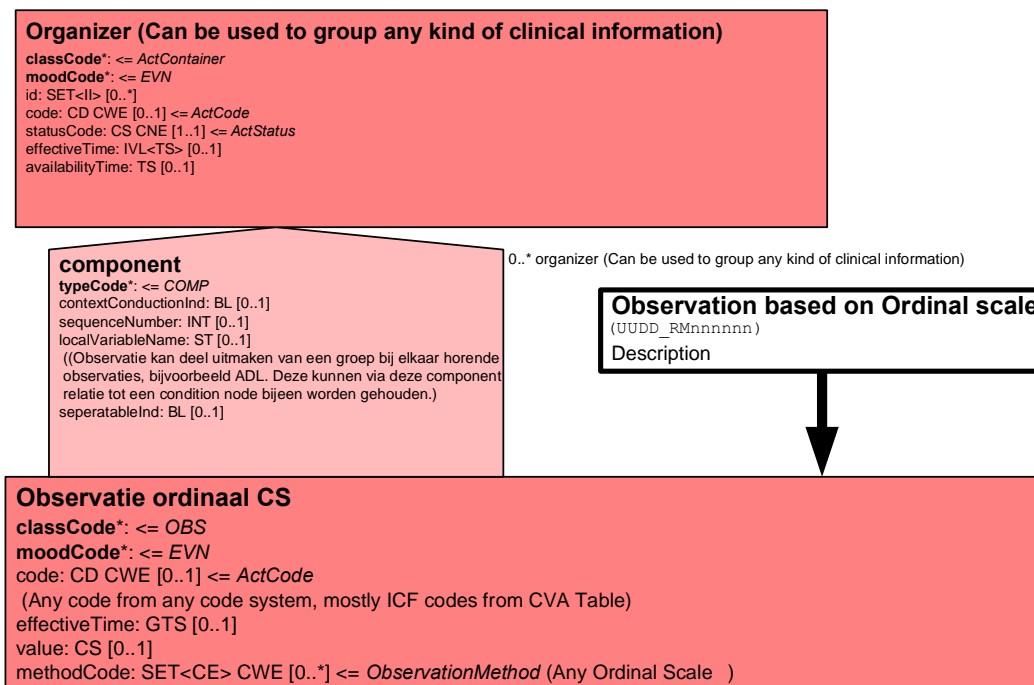 Organizer (Can be used to group any kind of clinical information)
classCode*: <= ActContainer
moodCode*: <= EVN
id: SET<II> [0..*]
code: CD CWE [0..1] <= ActCode
statusCode: CS CNE [1..1] <= ActStatus
effectiveTime: IVL<TS> [0..1]
availabilityTime: TS [0..1]
0..* organizer (Can be used to group any kind of clinical information)
component
typeCode*: <= COMP
contextConductionInd: BL [0..1]
sequenceNumber: INT [0..1]
localVariableName: ST [0..1]
((Observatie kan deel uitmaken van een groep bij elkaar horende
observaties, bijvoorbeeld ADL. Deze kunnen via deze component
relatie tot een condition node bijeen worden gehouden.)
seperatableInd: BL [0..1]
Observation based on Ordinal scale
(UUDD_RMnnnnnn)
Description
Observatie ordinaal CS
classCode*: <= OBS
moodCode*: <= EVN
code: CD CWE [0..1] <= ActCode
(Any code from any code system, mostly ICF codes from CVA Table)
effectiveTime: GTS [0..1]
value: CS [0..1]
methodCode: SET<CE> CWE [0..*] <= ObservationMethod (Any Ordinal Scale )